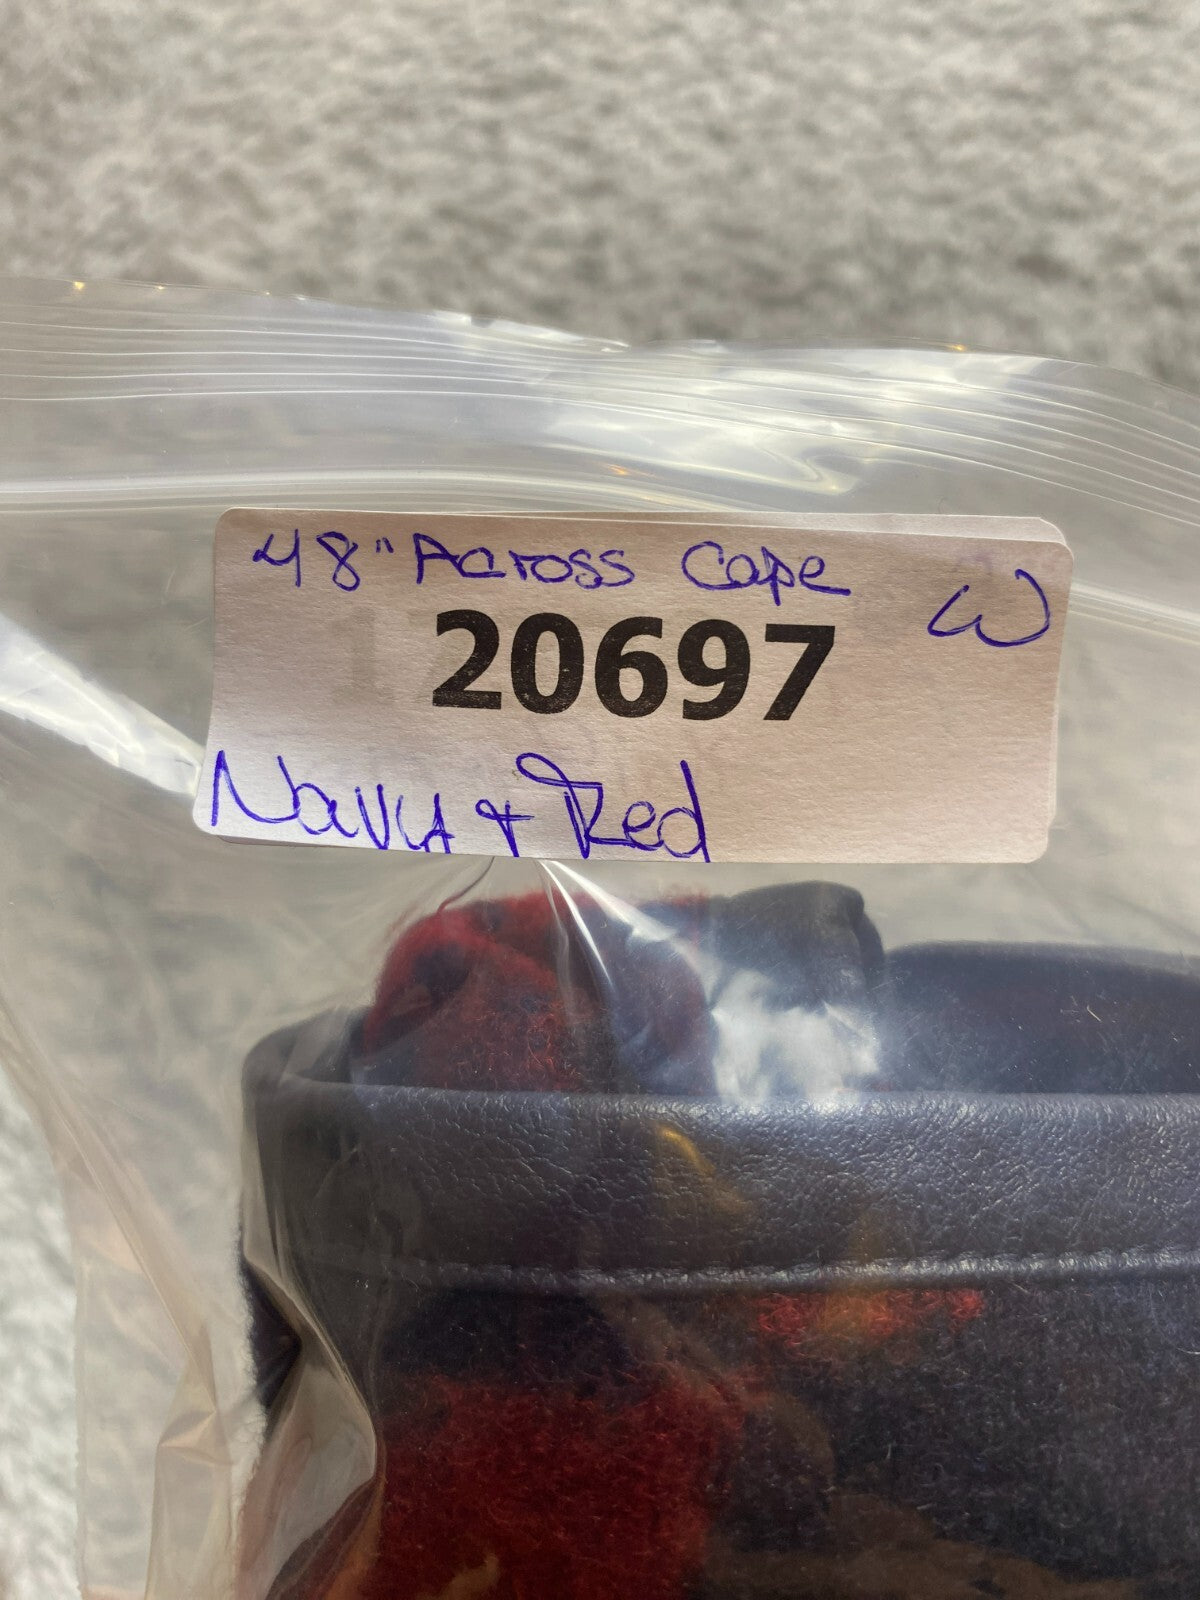 48" Across Cape
W
20697
Navy + Red